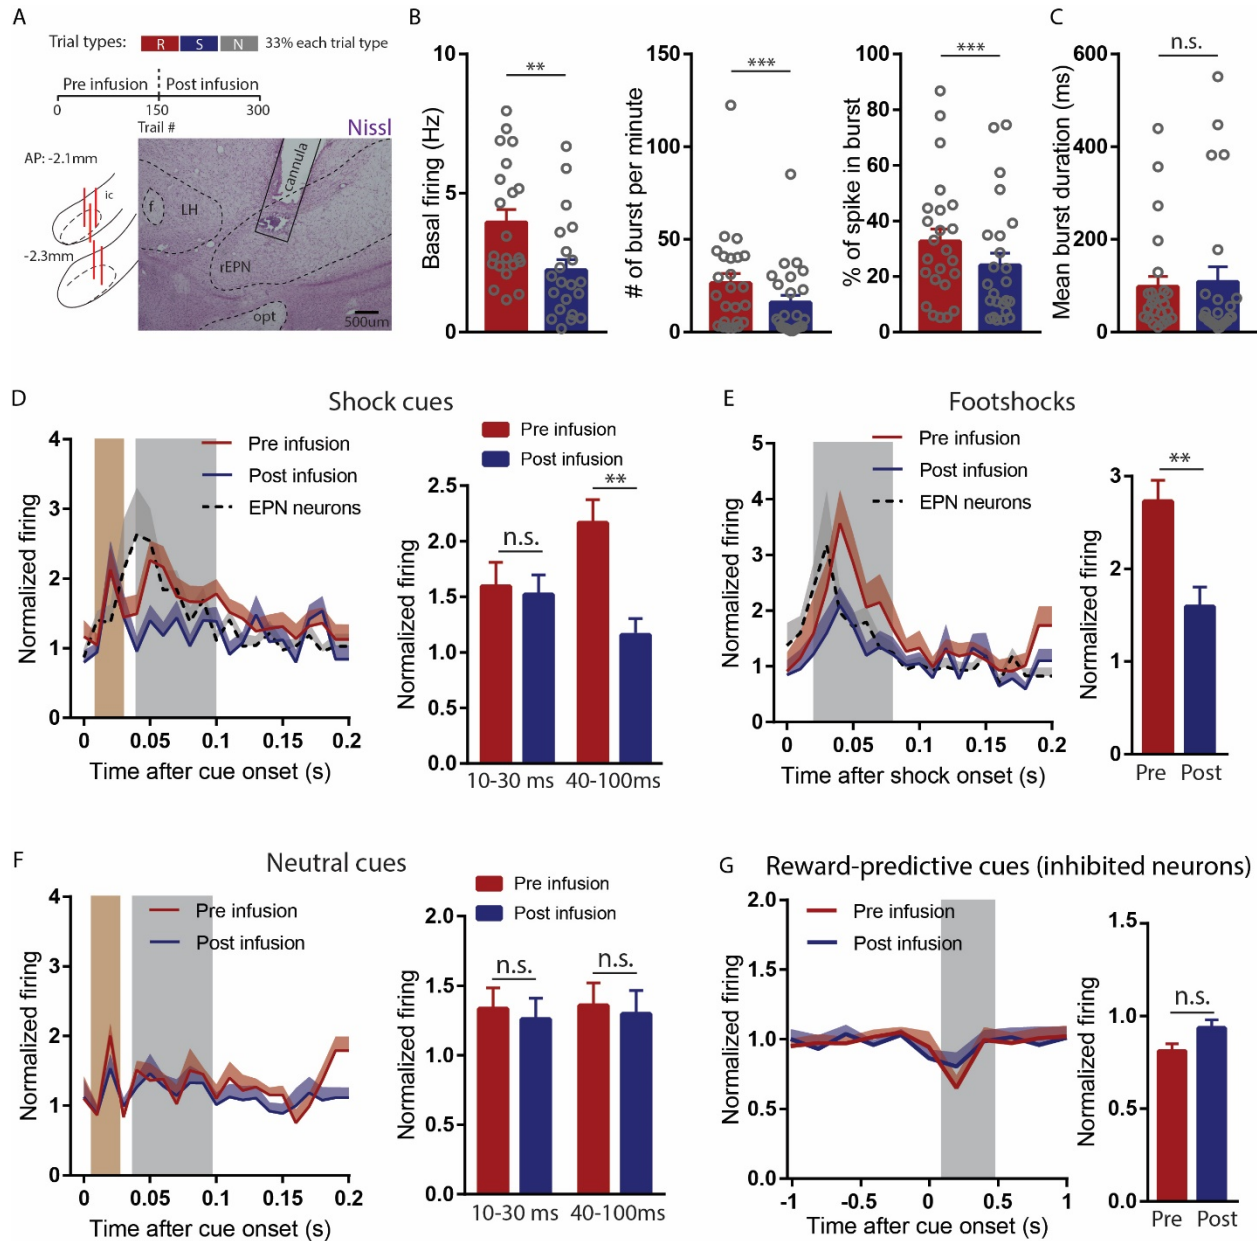 A
Trial types: R S N 33% each trial type
Pre infusion Post infusion
0 150 300
Trail #
Nissl
AP: -2.1mm
-2.3mm
ic
f
LH
cannula
rEPN
opt
500um
B
Basal firing (Hz)
10
5
0
**
# of burst per minute
150
100
50
0
***
% of spike in burst
100
80
60
40
20
0
***
C
Mean burst duration (ms)
600
400
200
0
n.s.
D
Shock cues
Normalized firing
4
3
2
1
0
Pre infusion
Post infusion
EPN neurons
0 0.05 0.1 0.15 0.2
Time after cue onset (s)
Pre infusion
Post infusion
Normalized firing
2.5
2.0
1.5
1.0
0.5
0.0
n.s.
**
10-30 ms 40-100ms
E
Footshocks
Normalized firing
5
4
3
2
1
0
Pre infusion
Post infusion
EPN neurons
0 0.05 0.1 0.15 0.2
Time after shock onset (s)
Normalized firing
3
2
1
0
**
Pre Post
F
Neutral cues
Normalized firing
4
3
2
1
0
Pre infusion
Post infusion
0 0.05 0.1 0.15 0.2
Time after cue onset (s)
Pre infusion
Post infusion
Normalized firing
2.0
1.5
1.0
0.5
0.0
n.s.
n.s.
10-30 ms 40-100ms
G
Reward-predictive cues (inhibited neurons)
Normalized firing
2.0
1.5
1.0
0.5
0.0
Pre infusion
Post infusion
-1 -0.5 0 0.5 1
Time after cue onset (s)
Normalized firing
1.5
1.0
0.5
0.0
n.s.
Pre Post